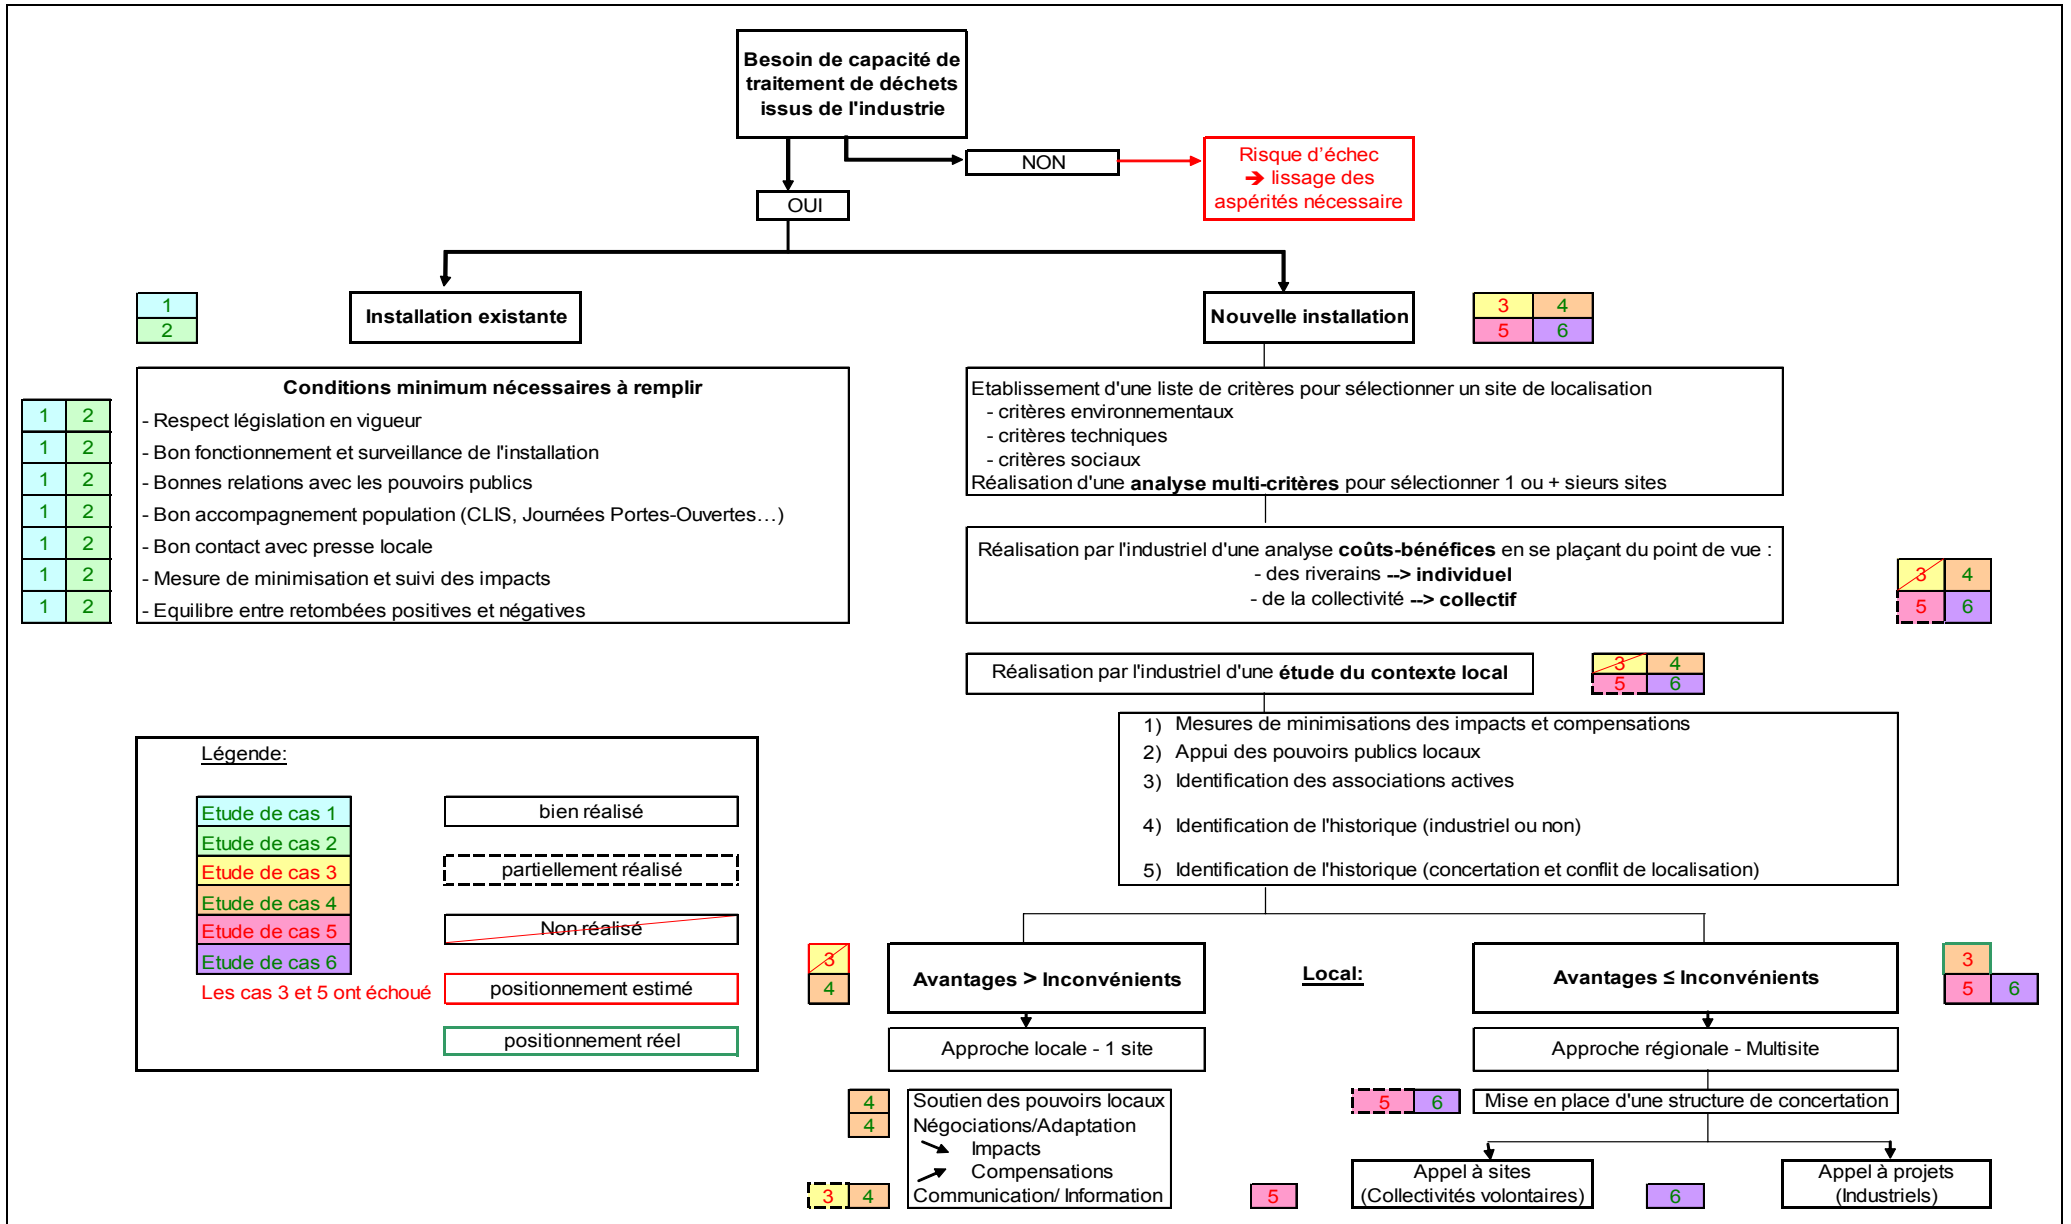 Besoin de capacité de
traitement de déchets
issus de l'industrie
NON
Risque d'échec
➔ lissage des
aspérités nécessaire
OUI
1
2
Installation existante
Nouvelle installation
3 4
5 6
Conditions minimum nécessaires à remplir
1 2 - Respect législation en vigueur
1 2 - Bon fonctionnement et surveillance de l'installation
1 2 - Bonnes relations avec les pouvoirs publics
1 2 - Bon accompagnement population (CLIS, Journées Portes-Ouvertes…)
1 2 - Bon contact avec presse locale
1 2 - Mesure de minimisation et suivi des impacts
1 2 - Equilibre entre retombées positives et négatives
Etablissement d'une liste de critères pour sélectionner un site de localisation
- critères environnementaux
- critères techniques
- critères sociaux
Réalisation d'une analyse multi-critères pour sélectionner 1 ou + sieurs sites
Réalisation par l'industriel d'une analyse coûts-bénéfices en se plaçant du point de vue :
- des riverains --> individuel
- de la collectivité --> collectif
3 4
5 6
Réalisation par l'industriel d'une étude du contexte local
3 4
5 6
1) Mesures de minimisations des impacts et compensations
2) Appui des pouvoirs publics locaux
3) Identification des associations actives
4) Identification de l'historique (industriel ou non)
5) Identification de l'historique (concertation et conflit de localisation)
Légende:
Etude de cas 1
Etude de cas 2
Etude de cas 3
Etude de cas 4
Etude de cas 5
Etude de cas 6
Les cas 3 et 5 ont échoué
bien réalisé
partiellement réalisé
Non réalisé
positionnement estimé
positionnement réel
3
4
Avantages > Inconvénients
Local:
Avantages ≤ Inconvénients
3
5 6
Approche locale - 1 site
Approche régionale - Multisite
4 Soutien des pouvoirs locaux
4 Négociations/Adaptation
Impacts
Compensations
3 4 Communication/ Information
5 6 Mise en place d'une structure de concertation
5
Appel à sites
(Collectivités volontaires)
6
Appel à projets
(Industriels)